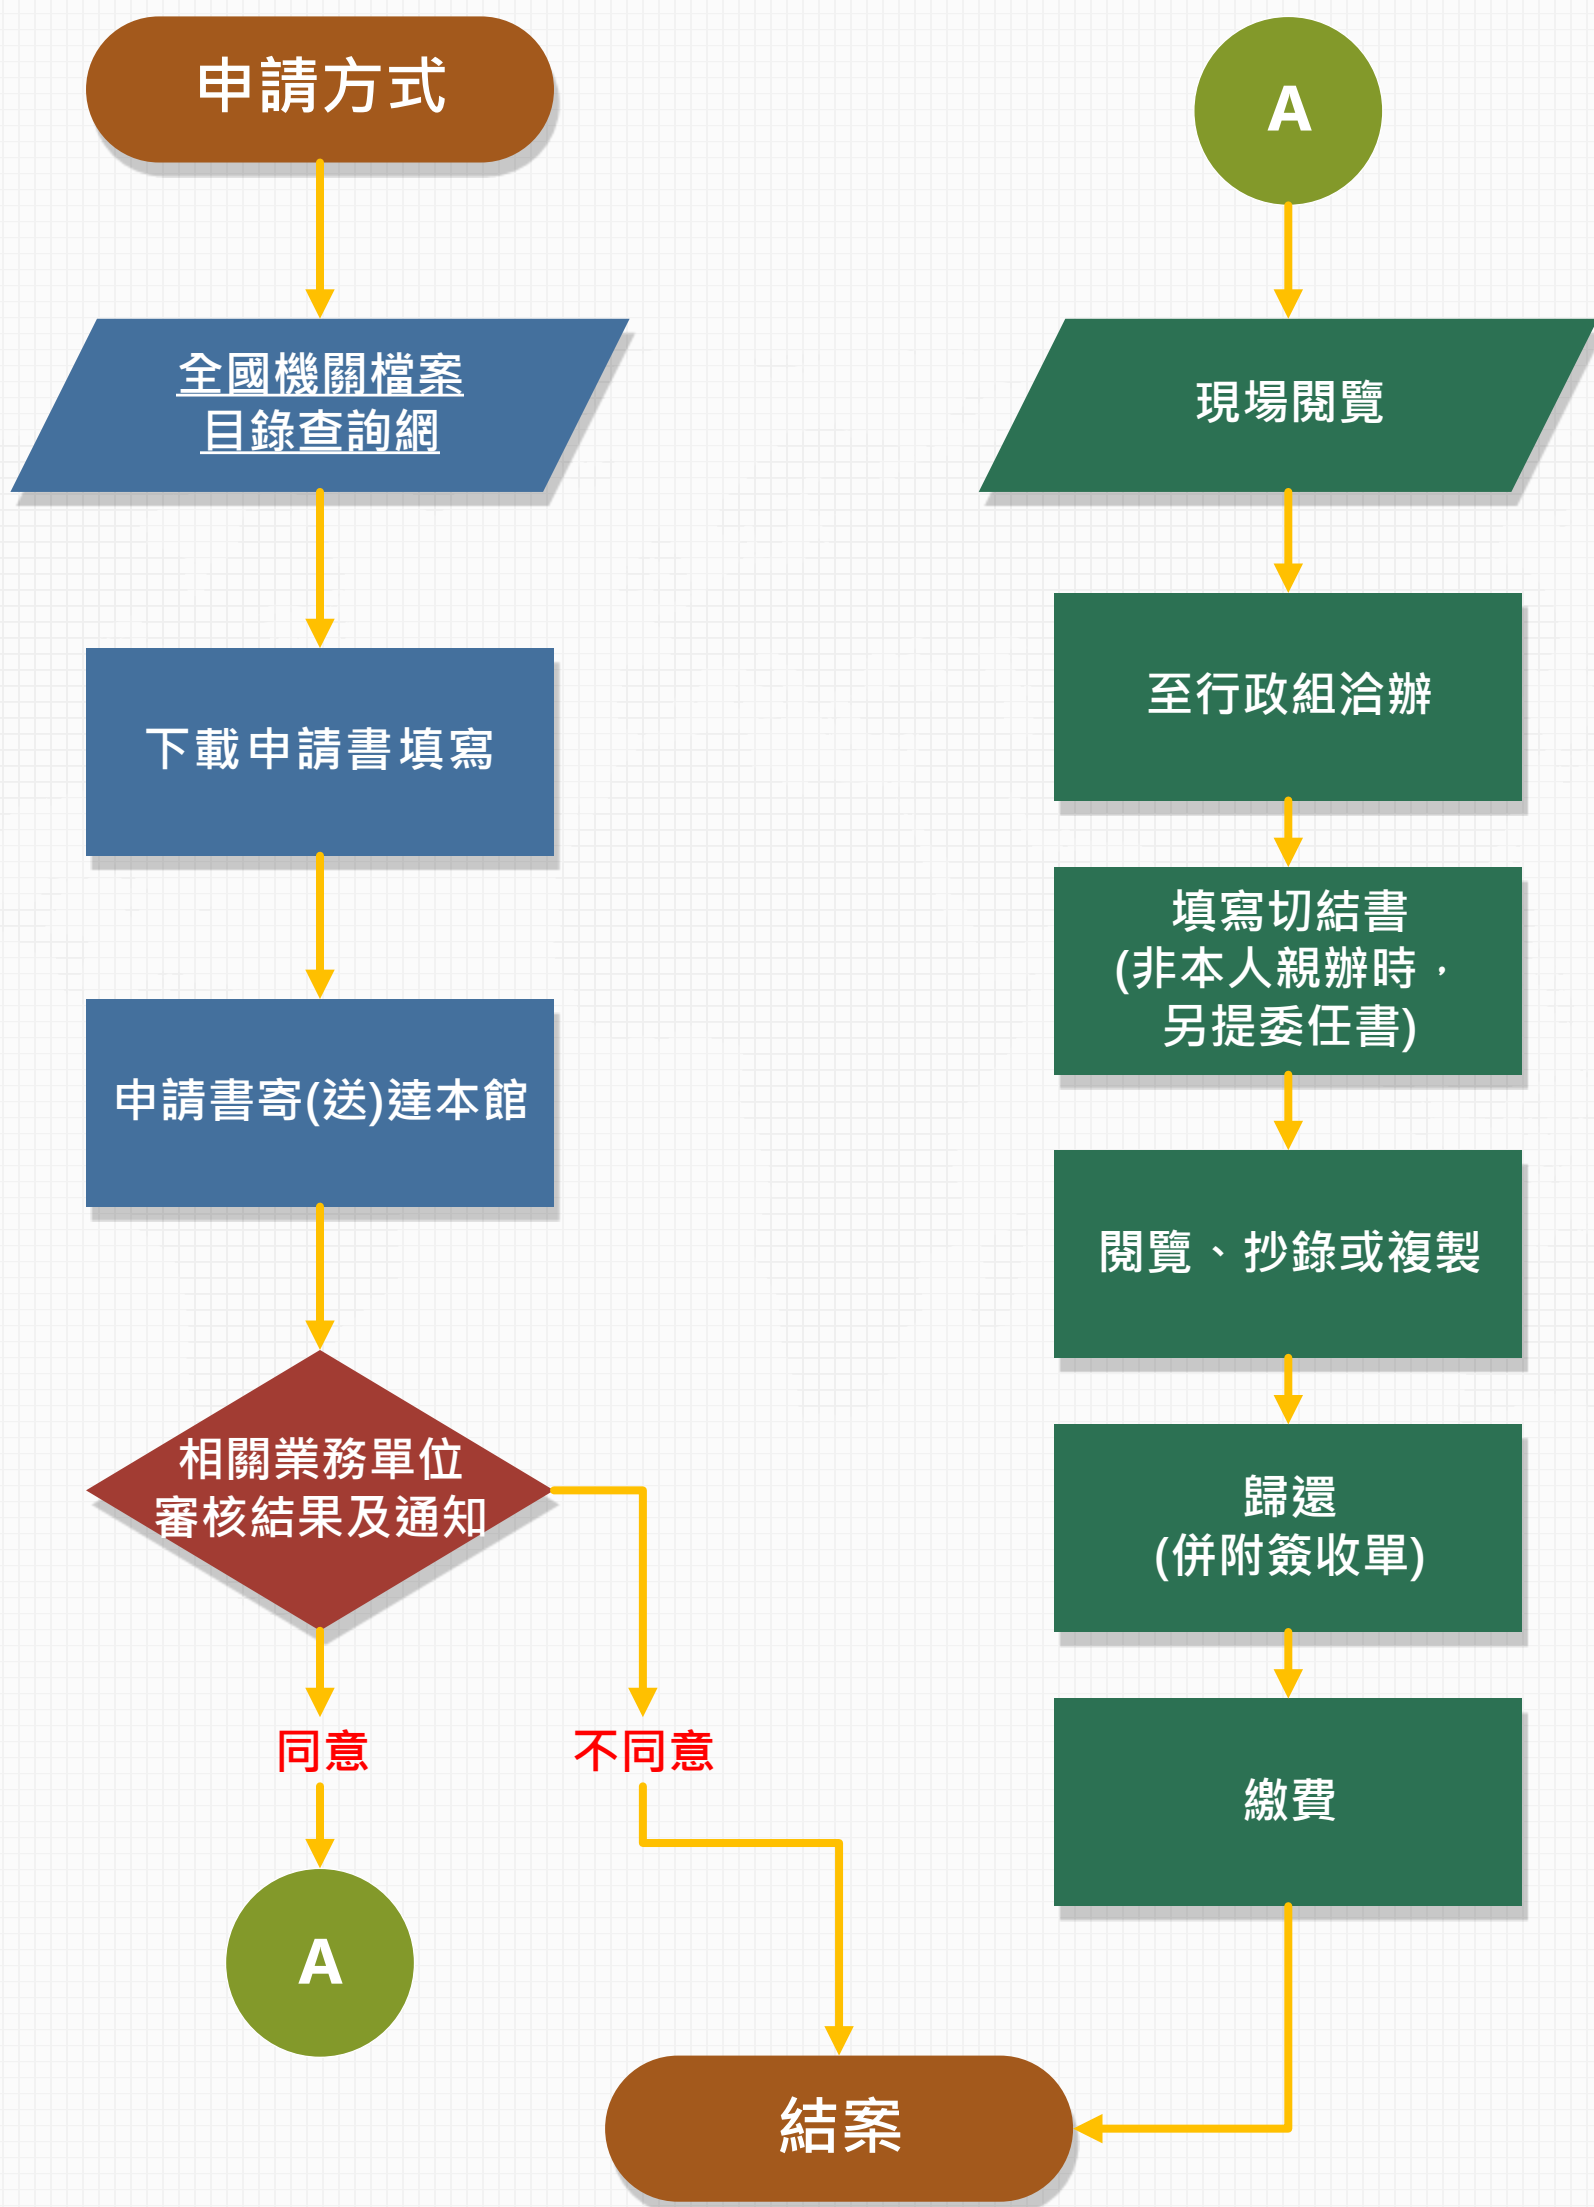 申請方式
全國機關檔案
目錄查詢網
下載申請書填寫
申請書寄(送)達本館
相關業務單位
審核結果及通知
同意
不同意
A
A
現場閱覽
至行政組洽辦
填寫切結書
(非本人親辦時，
另提委任書)
閱覽、抄錄或複製
歸還
(併附簽收單)
繳費
結案